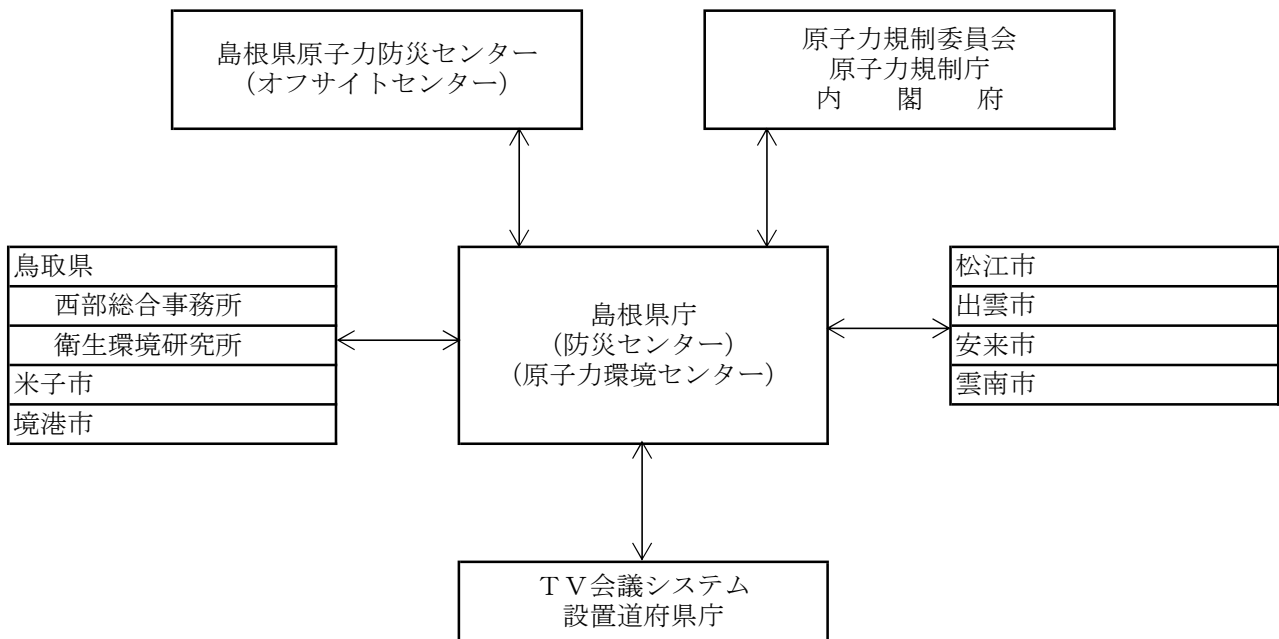 島根県原子力防災センター
(オフサイトセンター)
原子力規制委員会
原子力規制庁
内　閣　府
鳥取県
西部総合事務所
衛生環境研究所
米子市
境港市
島根県庁
(防災センター)
(原子力環境センター)
松江市
出雲市
安来市
雲南市
ＴＶ会議システム
設置道府県庁